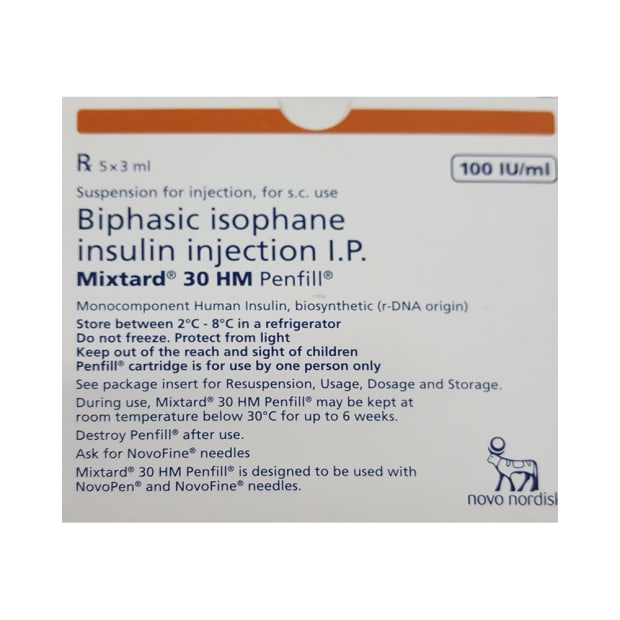 Rx 5×3 ml
100 IU/ml
Suspension for injection, for s.c. use
Biphasic isophane
insulin injection I.P.
Mixtard® 30 HM Penfill®
Monocomponent Human Insulin, biosynthetic (r-DNA origin)
Store between 2°C - 8°C in a refrigerator
Do not freeze. Protect from light
Keep out of the reach and sight of children
Penfill® cartridge is for use by one person only
See package insert for Resuspension, Usage, Dosage and Storage.
During use, Mixtard® 30 HM Penfill® may be kept at
room temperature below 30°C for up to 6 weeks.
Destroy Penfill® after use.
Ask for NovoFine® needles
Mixtard® 30 HM Penfill® is designed to be used with
NovoPen® and NovoFine® needles.
novo nordisk